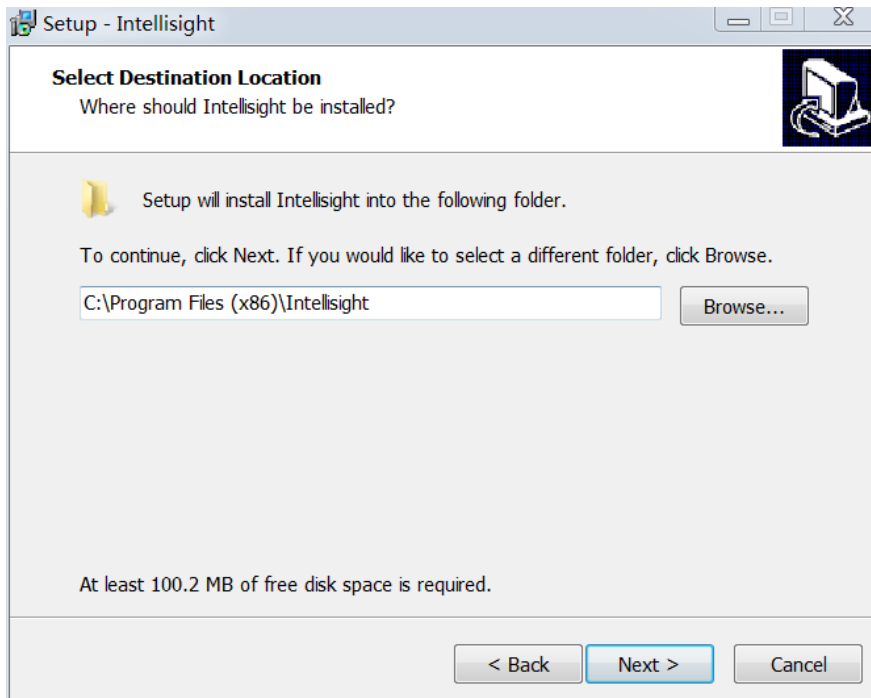 Setup - Intellisight
Select Destination Location
Where should Intellisight be installed?
Setup will install Intellisight into the following folder.
To continue, click Next. If you would like to select a different folder, click Browse.
C:\Program Files (x86)\Intellisight
Browse...
At least 100.2 MB of free disk space is required.
< Back
Next >
Cancel